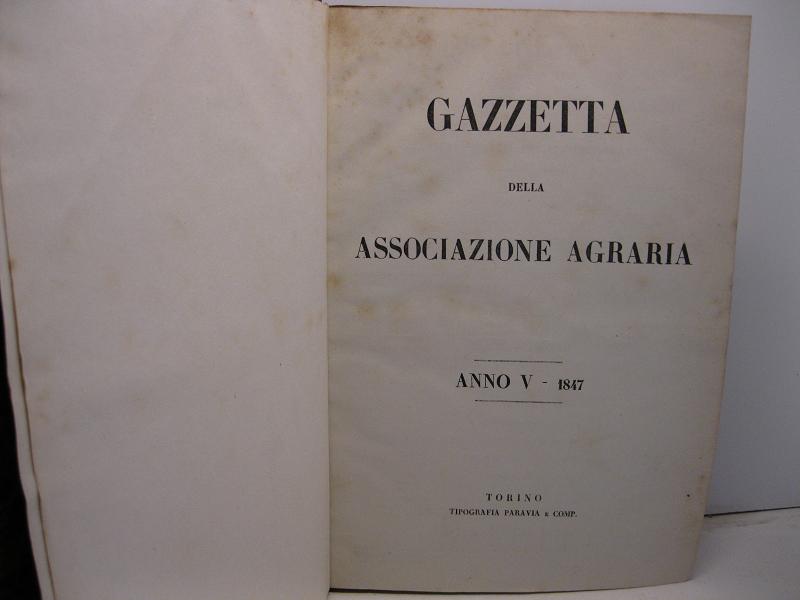 GAZZETTA
DELLA
ASSOCIAZIONE AGRARIA
ANNO V - 1847
TORINO
TIPOGRAFIA PARAVIA E COMP.